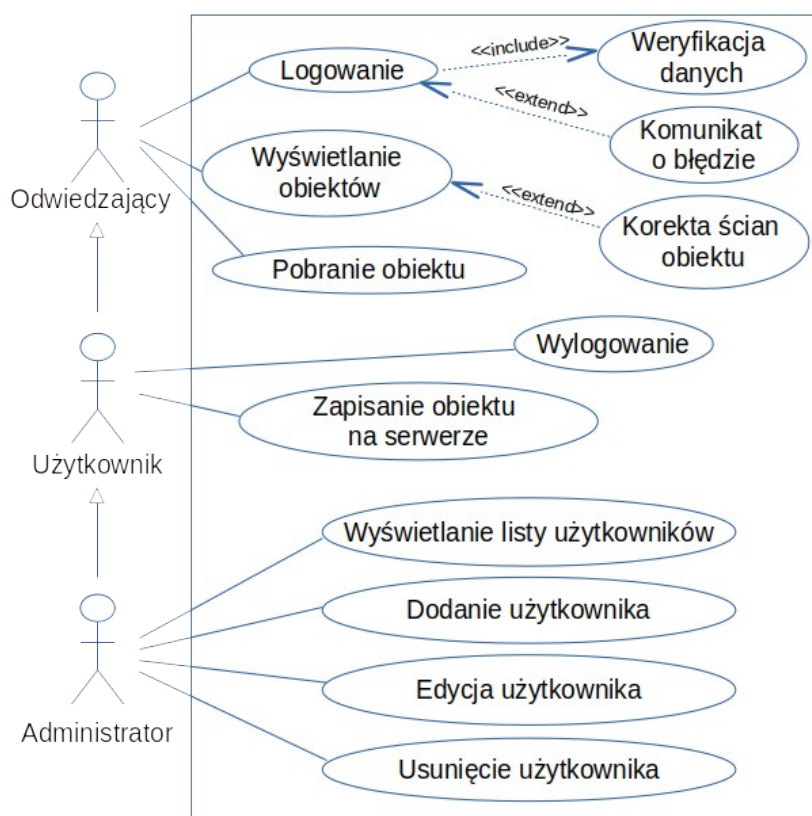 Logowanie
<<include>>
Weryfikacja
danych
<<extend>>
Komunikat
o błędzie
Odwiedzający
Wyświetlanie
obiektów
<<extend>>
Korekta ścian
obiektu
Pobranie obiektu
Użytkownik
Wylogowanie
Zapisanie obiektu
na serwerze
Administrator
Wyświetlanie listy użytkowników
Dodanie użytkownika
Edycja użytkownika
Usunięcie użytkownika